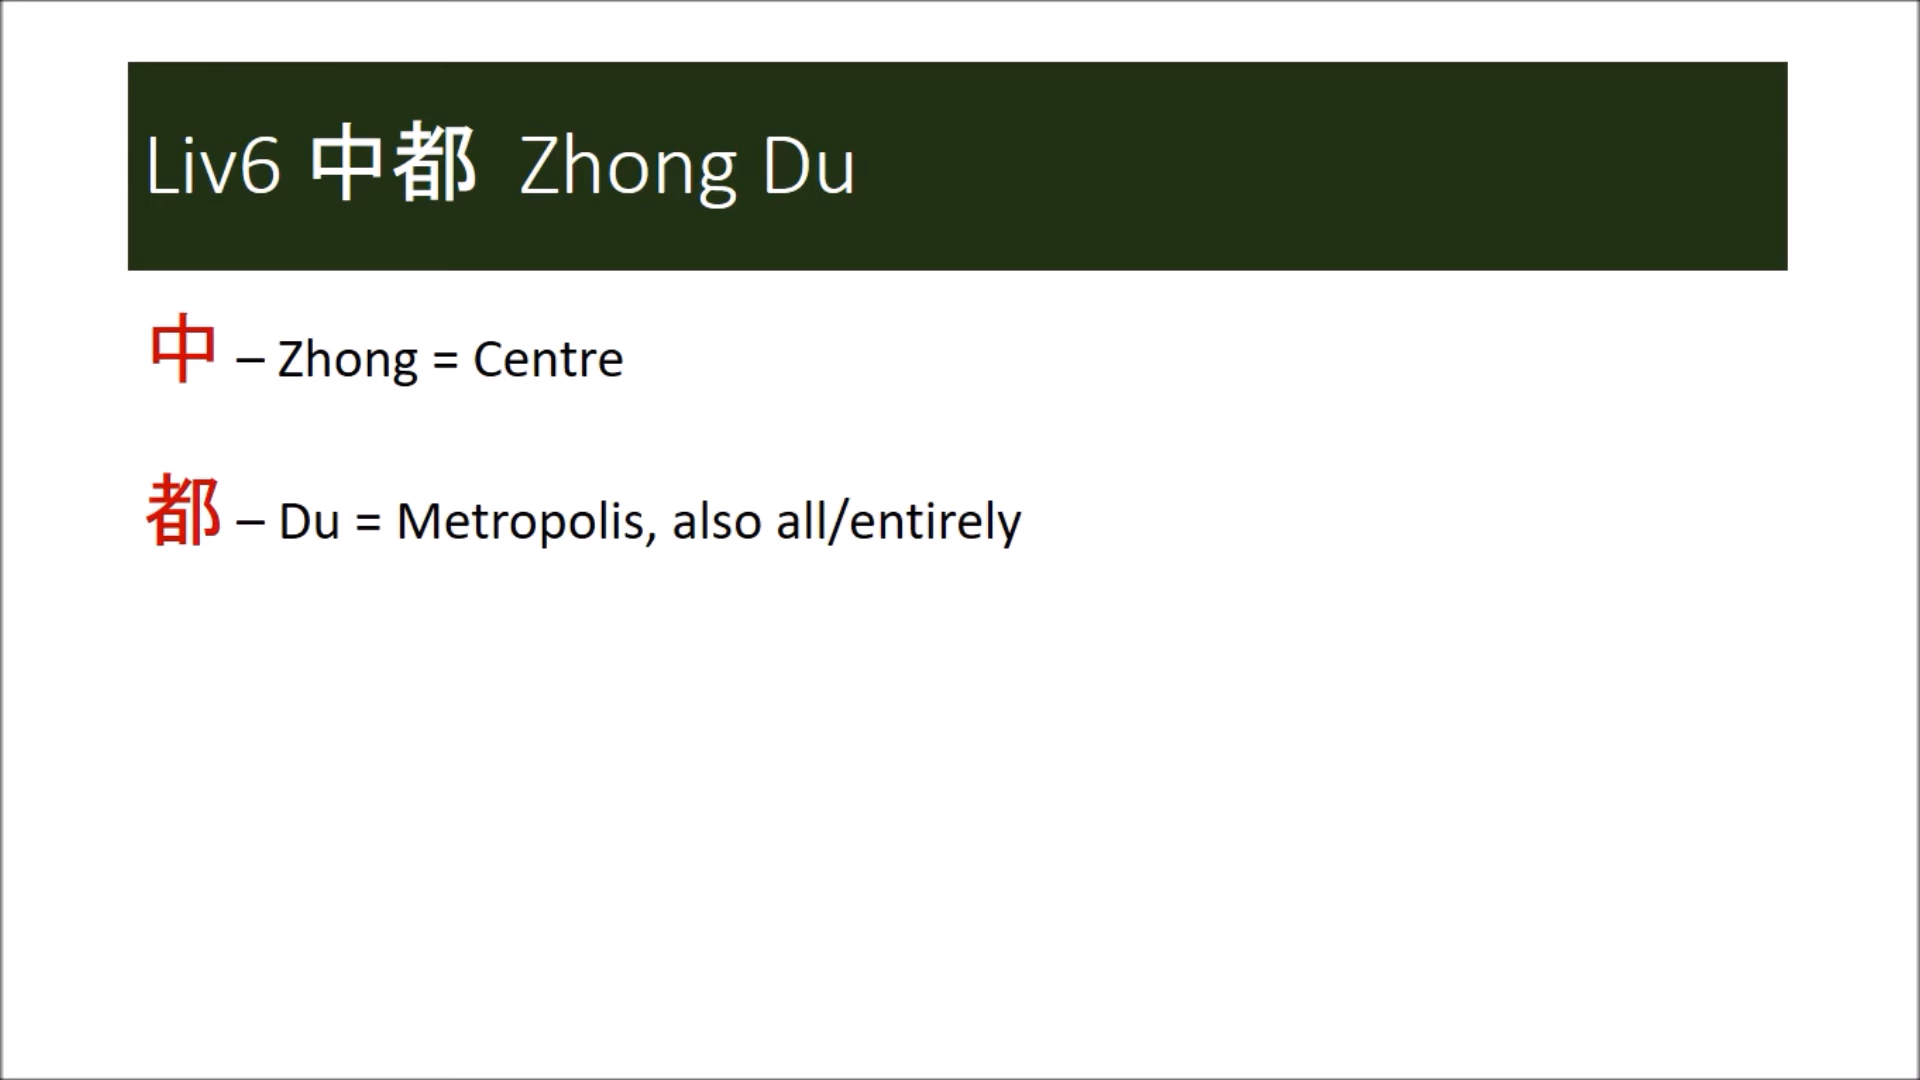 Liv6 中都 Zhong Du
中 – Zhong = Centre
都 – Du = Metropolis, also all/entirely